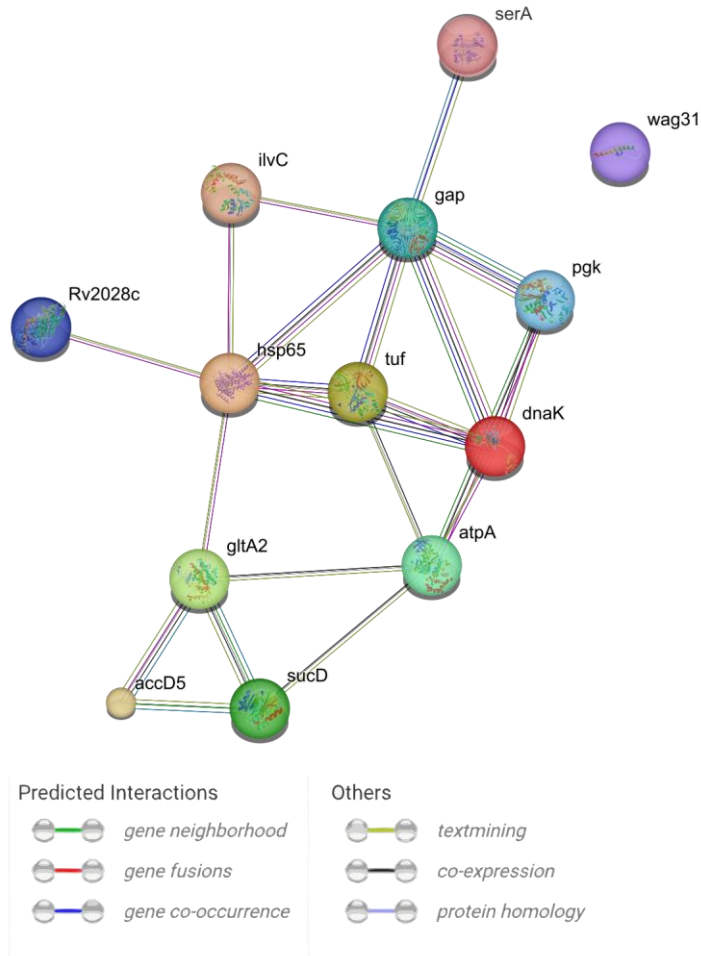 serA
wag31
ilvC
gap
pgk
Rv2028c
hsp65
tuf
dnaK
atpA
gltA2
accD5
sucD
Predicted Interactions
gene neighborhood
gene fusions
gene co-occurrence
Others
textmining
co-expression
protein homology